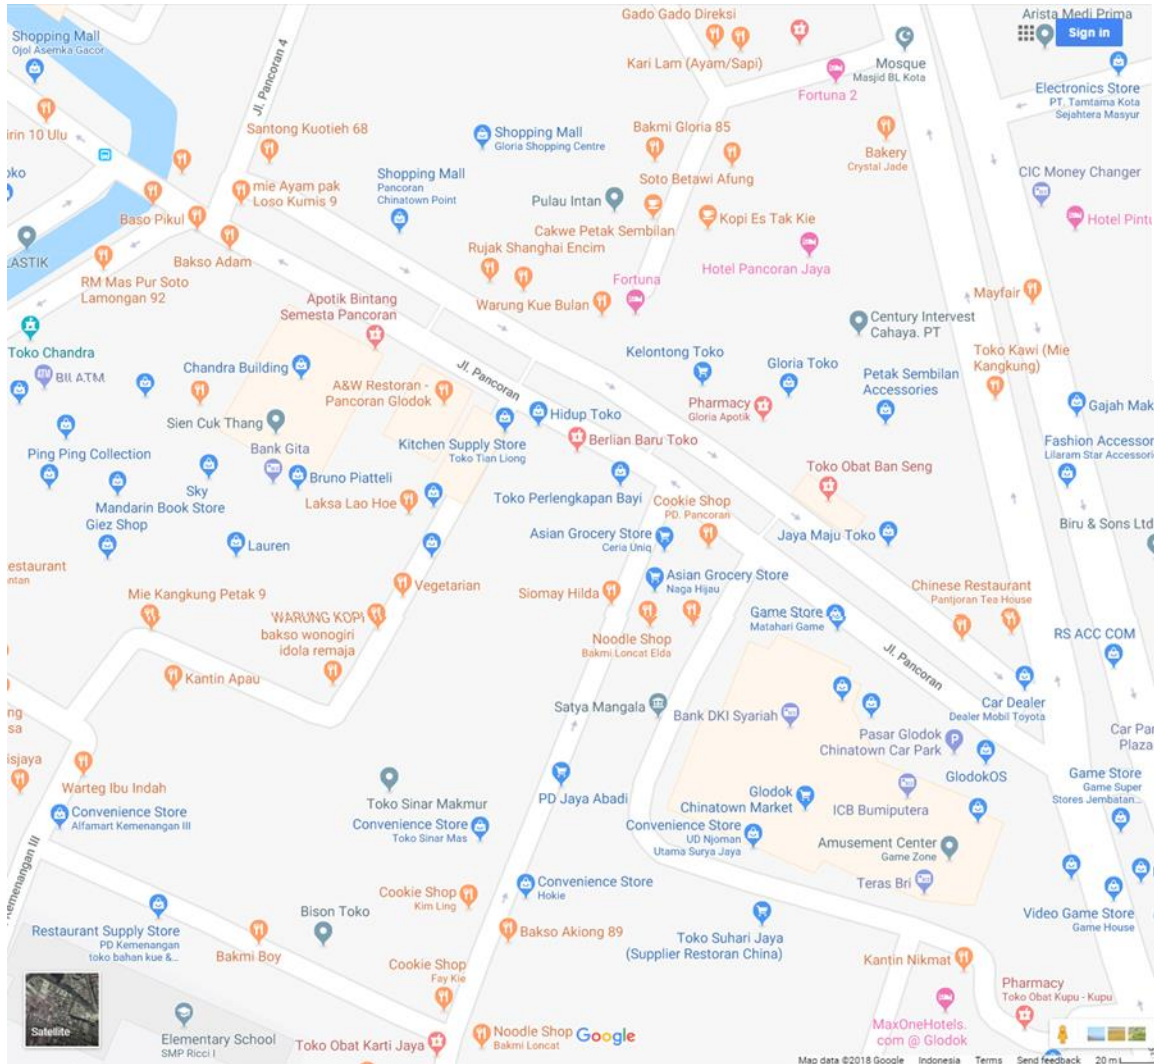 Shopping Mall
Ojol Asemka Gacor
Jl. Pancoran 4
Gado Gado Direksi
Kari Lam (Ayam/Sapi)
Fortuna 2
Mosque
Masjid BL Kota
Arista Medi Prima
Sign in
Electronics Store
PT. Tamtama Kota
Sejahtera Masyur
10 Ulu
Santong Kuotieh 68
Shopping Mall
Gloria Shopping Centre
Bakmi Gloria 85
Bakery
Crystal Jade
Shopping Mall
Pancoran
Chinatown Point
mie Ayam pak
Loso Kumis 9
Soto Betawi Afung
CIC Money Changer
Baso Pikul
Pulau Intan
Cakwe Petak Sembilan
Kopi Es Tak Kie
Hotel
Bakso Adam
Rujak Shanghai Encim
Hotel Pancoran Jaya
RM Mas Pur Soto
Lamongan 92
Apotik Bintang
Semesta Pancoran
Warung Kue Bulan
Fortuna
Mayfair
Century Intervest
Cahaya. PT
Toko Chandra
BII ATM
Chandra Building
Jl. Pancoran
Kelontong Toko
Gloria Toko
Toko Kawi (Mie
Kangkung)
A&W Restoran -
Pancoran Glodok
Petak Sembilan
Accessories
Pharmacy
Gloria Apotik
Gajah
Sien Cuk Thang
Hidup Toko
Kitchen Supply Store
Toko Tian Liong
Berlian Baru Toko
Fashion
Lilaram Star
Ping Ping Collection
Bank Gita
Bruno Piatteli
Toko Obat Ban Seng
Sky
Mandarin Book Store
Laksa Lao Hoe
Toko Perlengkapan Bayi
Cookie Shop
PD. Pancoran
Giez Shop
Lauren
Asian Grocery Store
Ceria Uniq
Jaya Maju Toko
Biru & Sons Ltd
Vegetarian
Asian Grocery Store
Naga Hijau
Siomay Hilda
Mie Kangkung Petak 9
WARUNG KOPI
bakso wonogiri
idola remaja
Game Store
Matahari Game
Chinese Restaurant
Pantjoran Tea House
Noodle Shop
Bakmi Loncat Elda
RS ACC COM
Jl. Pancoran
Kantin Apau
Satya Mangala
Bank DKI Syariah
Car Dealer
Dealer Mobil Toyota
Pasar Glodok
Chinatown Car Park
Plaza
GlodokOS
Warteg Ibu Indah
Toko Sinar Makmur
PD Jaya Abadi
Glodok
Chinatown Market
ICB Bumiputera
Game Store
Game Super
Stores Jembatan...
Convenience Store
Alfamart Kemenangan III
Convenience Store
Toko Sinar Mas
Convenience Store
UD Njoman
Utama Surya Jaya
Amusement Center
Game Zone
Kemenangan III
Teras Bri
Cookie Shop
Kim Ling
Convenience Store
Hokie
Bison Toko
Video Game Store
Game House
Restaurant Supply Store
PD Kemenangan
toko bahan kue &...
Bakmi Boy
Bakso Akiong 89
Toko Suhari Jaya
(Supplier Restoran China)
Kantin Nikmat
Cookie Shop
Fay Kie
Pharmacy
Toko Obat Kupu - Kupu
Satellite
Elementary School
SMP Ricci I
Toko Obat Karti Jaya
Noodle Shop
Bakmi Loncat
Google
MaxOneHotels.
com @ Glodok
Map data ©2018 Google Indonesia Terms Send feedback 20 m